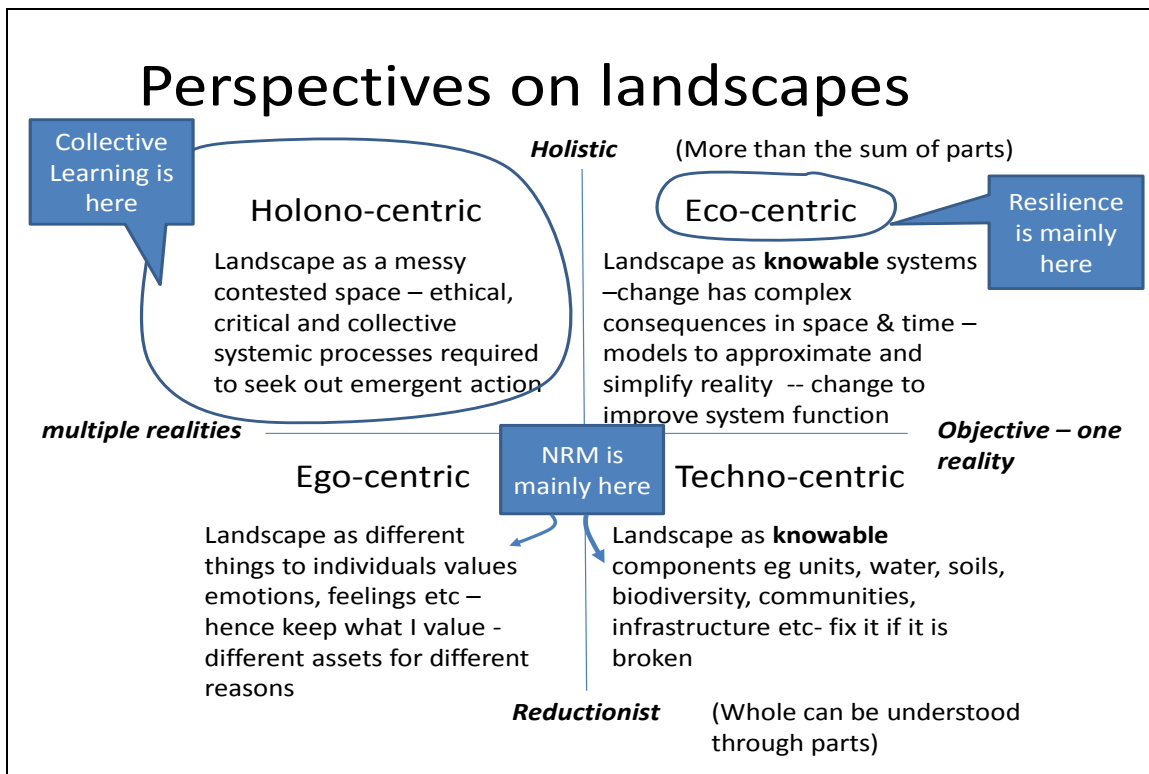 Perspectives on landscapes
Collective
Learning is
here
Holistic
(More than the sum of parts)
Holono-centric
Landscape as a messy
contested space – ethical,
critical and collective
systemic processes required
to seek out emergent action
Eco-centric
Resilience
is mainly
here
Landscape as knowable systems
–change has complex
consequences in space & time –
models to approximate and
simplify reality -- change to
improve system function
multiple realities
Objective – one
reality
NRM is
mainly here
Ego-centric
Landscape as different
things to individuals values
emotions, feelings etc –
hence keep what I value -
different assets for different
reasons
Techno-centric
Landscape as knowable
components eg units, water, soils,
biodiversity, communities,
infrastructure etc- fix it if it is
broken
Reductionist
(Whole can be understood
through parts)